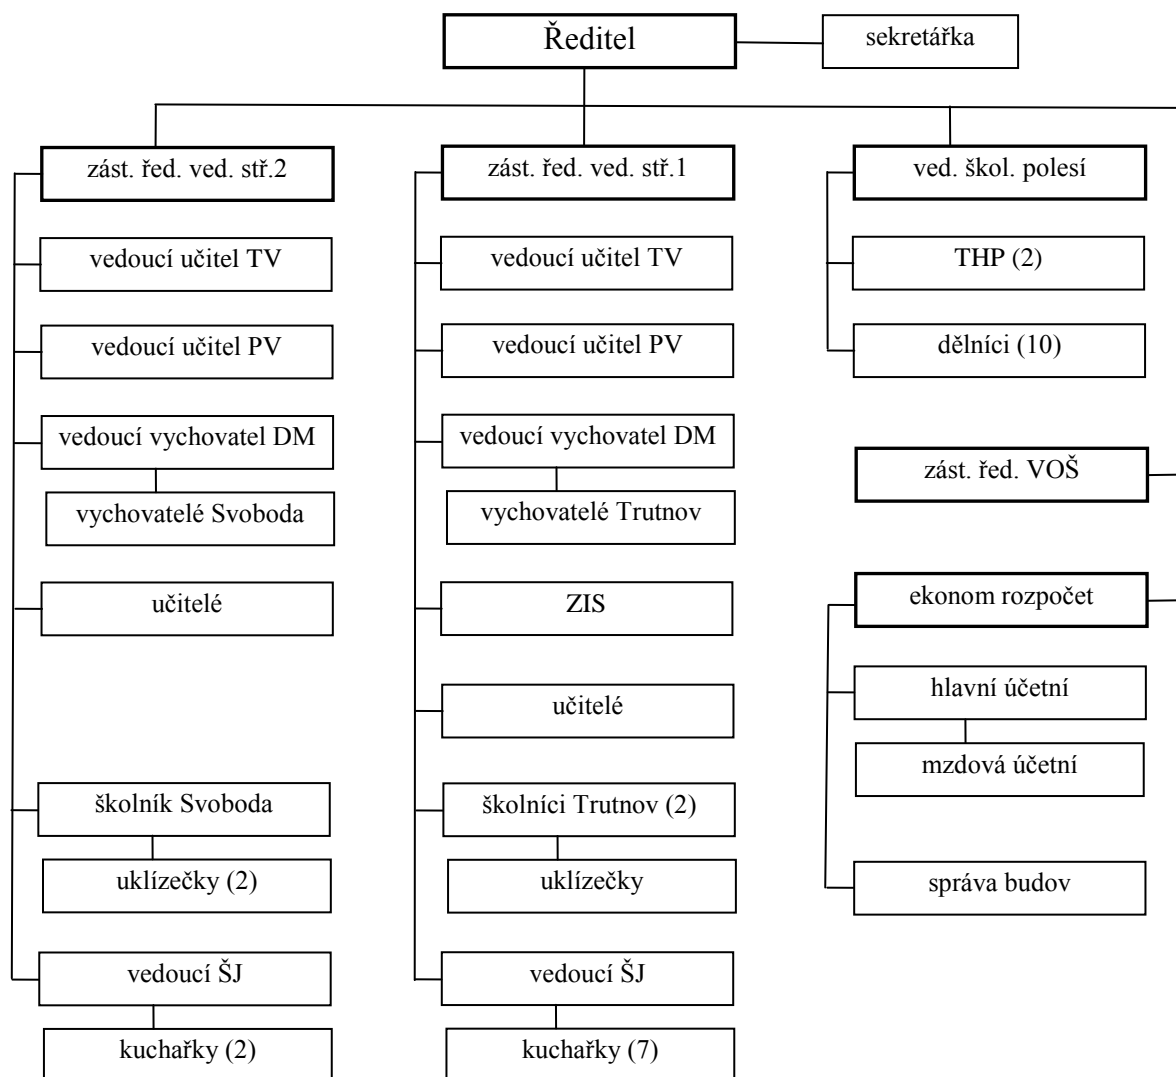 Ředitel
sekretářka
zást. řed. ved. stř.2
vedoucí učitel TV
vedoucí učitel PV
vedoucí vychovatel DM
vychovatelé Svoboda
učitelé
školník Svoboda
uklízečky (2)
vedoucí ŠJ
kuchařky (2)
zást. řed. ved. stř.1
vedoucí učitel TV
vedoucí učitel PV
vedoucí vychovatel DM
vychovatelé Trutnov
ZIS
učitelé
školníci Trutnov (2)
uklízečky
vedoucí ŠJ
kuchařky (7)
ved. škol. polesí
THP (2)
dělníci (10)
zást. řed. VOŠ
ekonom rozpočet
hlavní účetní
mzdová účetní
správa budov